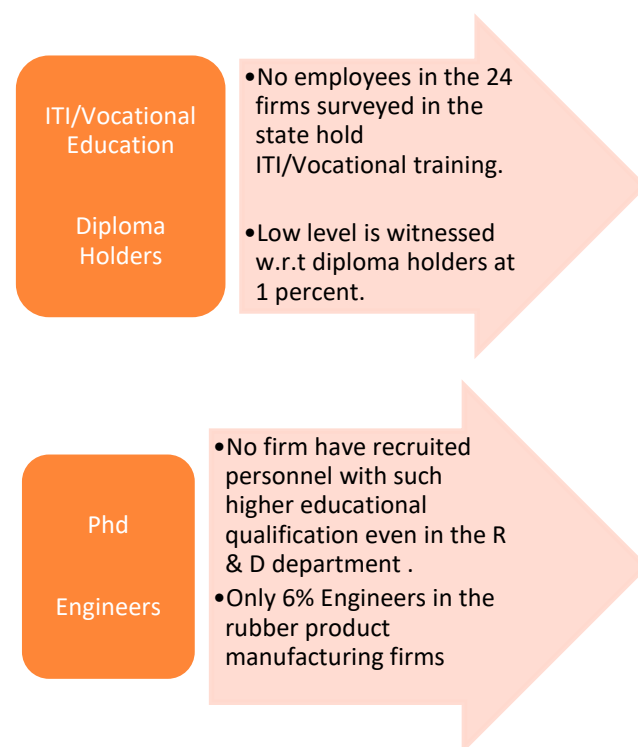 ITI/Vocational
Education
Diploma
Holders
•No employees in the 24
firms surveyed in the
state hold
ITI/Vocational training.
•Low level is witnessed
w.r.t diploma holders at
1 percent.
Phd
Engineers
•No firm have recruited
personnel with such
higher educational
qualification even in the R
& D department .
•Only 6% Engineers in the
rubber product
manufacturing firms